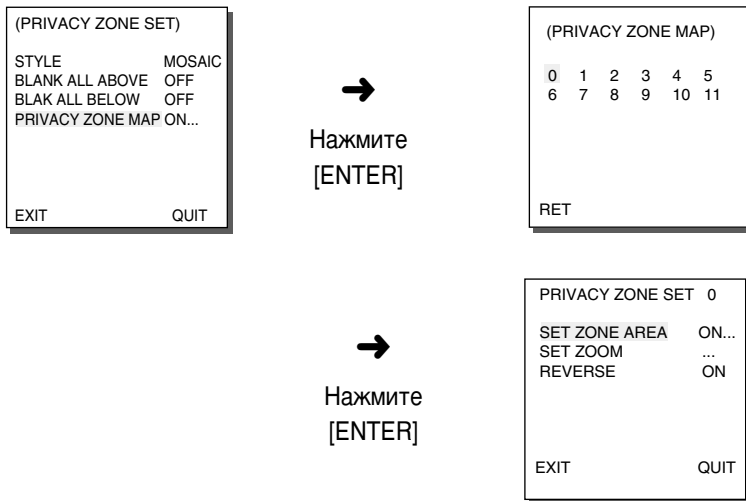 (PRIVACY ZONE SET)
STYLE MOSAIC
BLANK ALL ABOVE OFF
BLAK ALL BELOW OFF
PRIVACY ZONE MAP ON...
EXIT QUIT
Нажмите
[ENTER]
(PRIVACY ZONE MAP)
0 1 2 3 4 5
6 7 8 9 10 11
RET
Нажмите
[ENTER]
PRIVACY ZONE SET 0
SET ZONE AREA ON...
SET ZOOM ...
REVERSE ON
EXIT QUIT